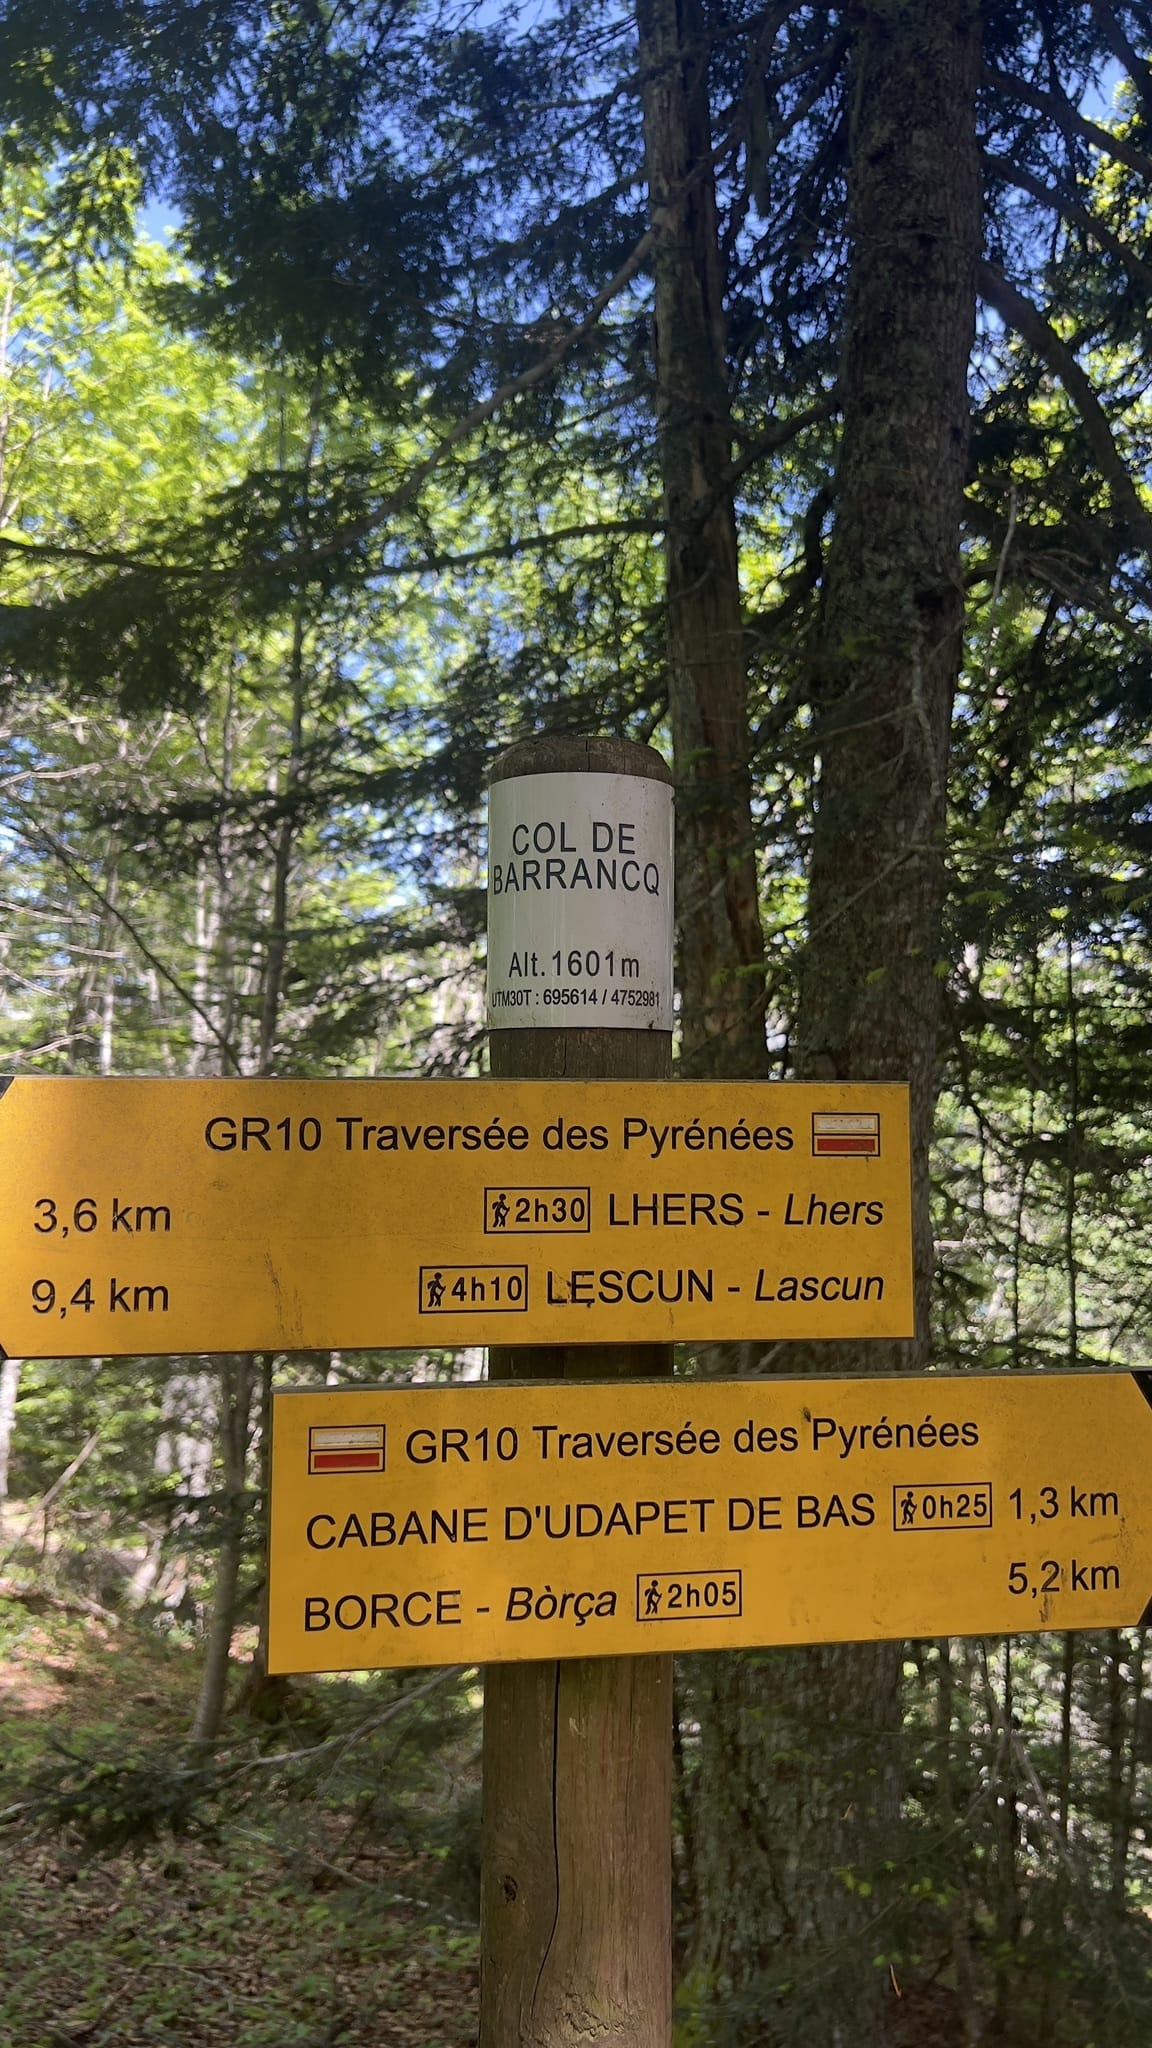 COL DE
BARRANCQ
Alt. 1601m
UTM30T : 695614 / 4752981
GR10 Traversée des Pyrénées
3,6 km 2h30 LHERS - Lhers
9,4 km 4h10 LESCUN - Lascun
GR10 Traversée des Pyrénées
CABANE D'UDAPET DE BAS 0h25 1,3 km
BORCE - Bòrça 2h05 5,2 km